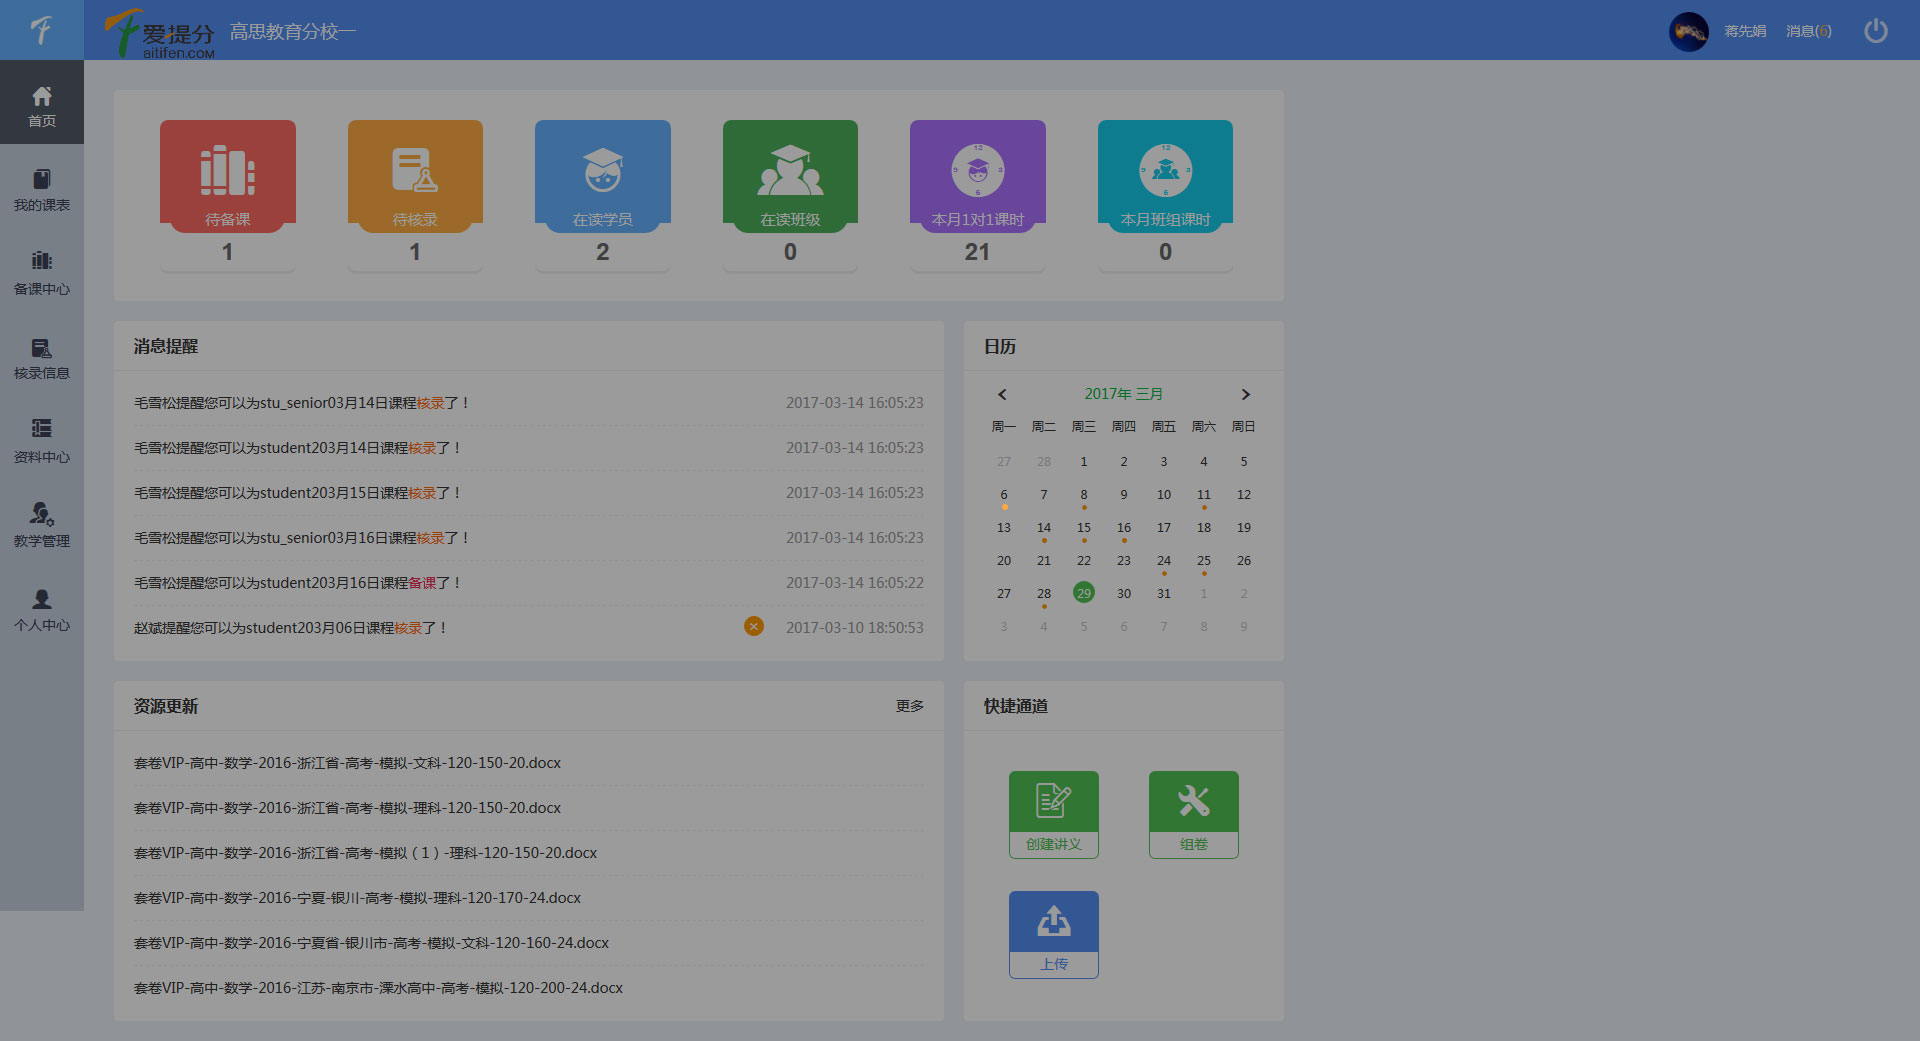 爱提分
aitifen.COM
高思教育分校一
蒋先娟 消息(6)
首页
我的课表
备课中心
核录信息
资料中心
教学管理
个人中心
待备课 待核录 在读学员 在读班级 本月1对1课时 本月班组课时
1 1 2 0 21 0
消息提醒
毛雪松提醒您可以为stu_senior03月14日课程核录了！ 2017-03-14 16:05:23
毛雪松提醒您可以为student203月14日课程核录了！ 2017-03-14 16:05:23
毛雪松提醒您可以为student203月15日课程核录了！ 2017-03-14 16:05:23
毛雪松提醒您可以为stu_senior03月16日课程核录了！ 2017-03-14 16:05:23
毛雪松提醒您可以为student203月16日课程备课了！ 2017-03-14 16:05:22
赵斌提醒您可以为student203月06日课程核录了！ 2017-03-10 18:50:53
日历
2017年 三月
周一 周二 周三 周四 周五 周六 周日
27 28 1 2 3 4 5
6 7 8 9 10 11 12
13 14 15 16 17 18 19
20 21 22 23 24 25 26
27 28 29 30 31 1 2
3 4 5 6 7 8 9
资源更新 更多
套卷VIP-高中-数学-2016-浙江省-高考-模拟-文科-120-150-20.docx
套卷VIP-高中-数学-2016-浙江省-高考-模拟-理科-120-150-20.docx
套卷VIP-高中-数学-2016-浙江省-高考-模拟（1）-理科-120-150-20.docx
套卷VIP-高中-数学-2016-宁夏-银川-高考-模拟-理科-120-170-24.docx
套卷VIP-高中-数学-2016-宁夏省-银川市-高考-模拟-文科-120-160-24.docx
套卷VIP-高中-数学-2016-江苏-南京市-溧水高中-高考-模拟-120-200-24.docx
快捷通道
创建讲义 组卷
上传